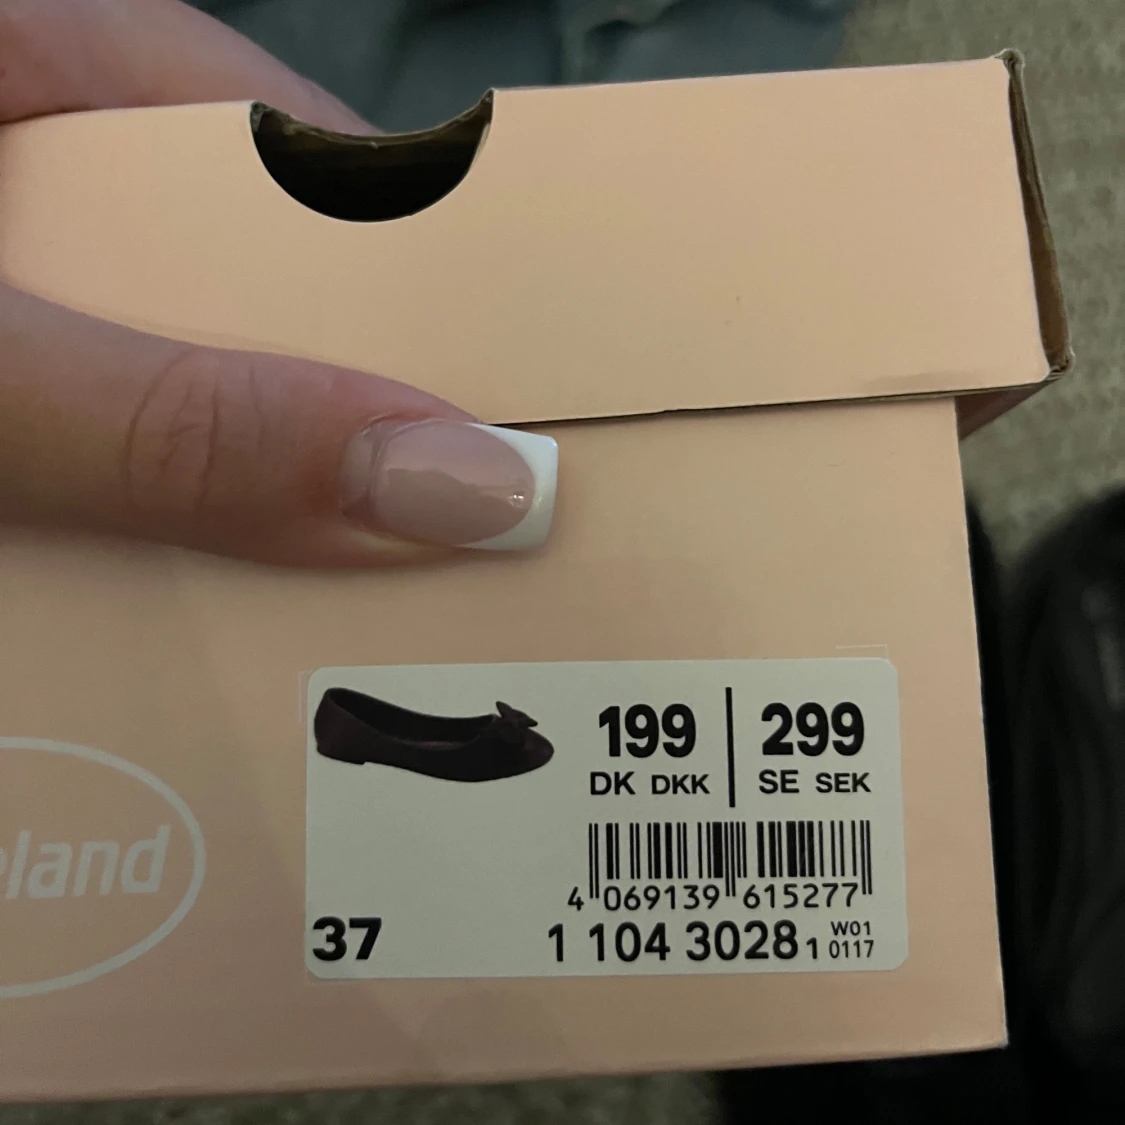 199 | 299
DK DKK | SE SEK
4 069139 615277
37
1 104 3028 1 W01 0117
eland